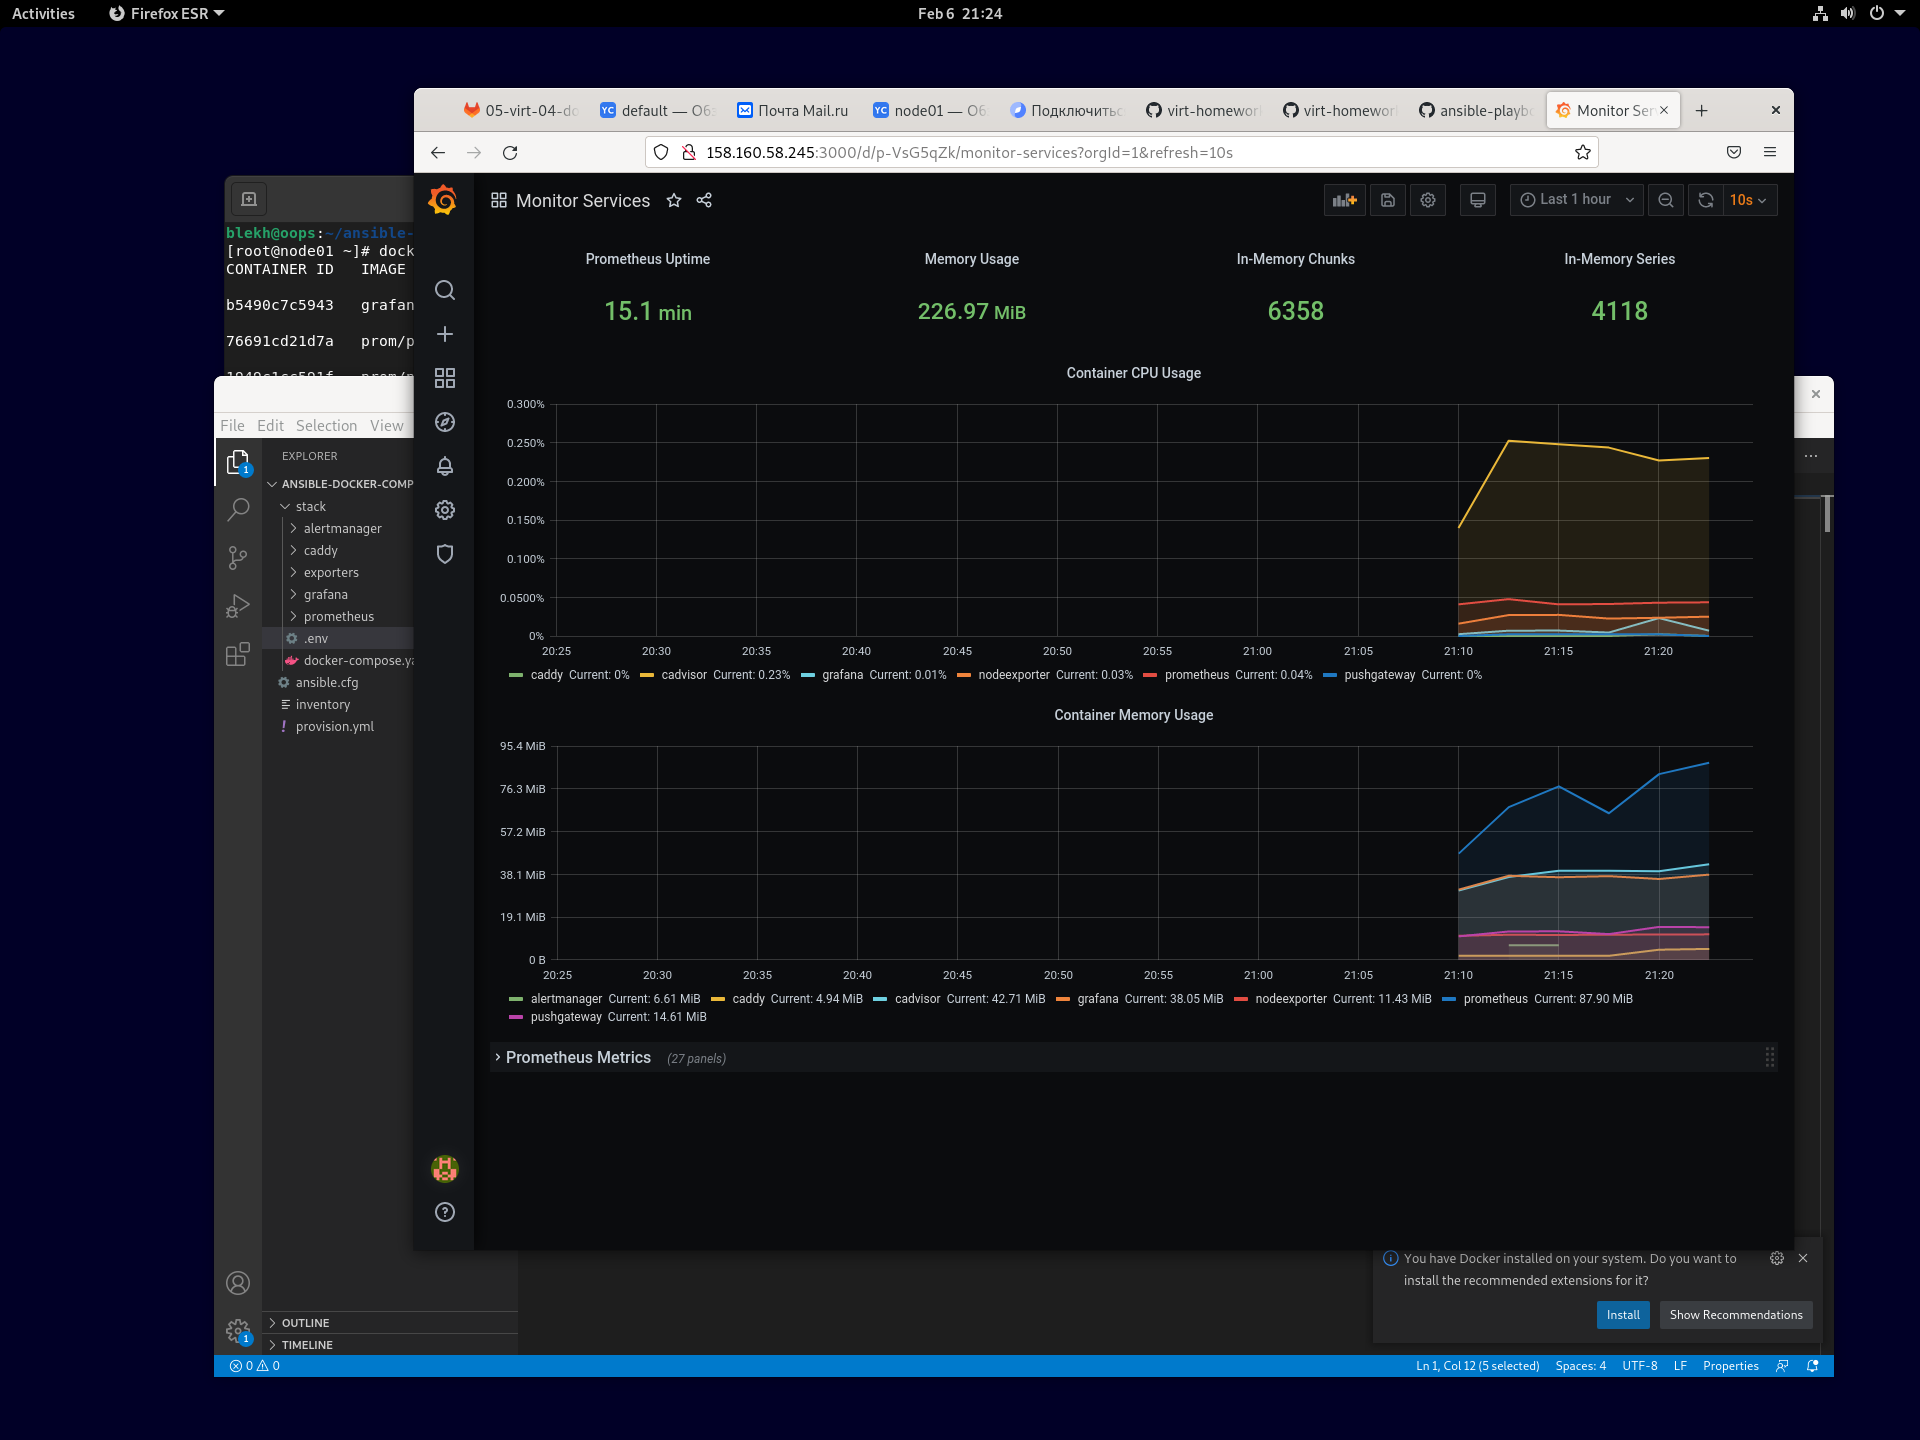 Activities
Firefox ESR
Feb 6 21:24
05-virt-04-do
default — Об
Почта Mail.ru
node01 — Об
Подключитьс
virt-homewor
virt-homewor
ansible-playb
Monitor Ser
158.160.58.245:3000/d/p-VsG5qZk/monitor-services?orgId=1&refresh=10s
Monitor Services
Last 1 hour
10s
blekh@oops:~/ansible-
[root@node01 ~]# dock
CONTAINER ID IMAGE
b5490c7c5943 grafan
76691cd21d7a prom/p
Prometheus Uptime
Memory Usage
In-Memory Chunks
In-Memory Series
15.1 min
226.97 MiB
6358
4118
Container CPU Usage
0.300%
0.250%
0.200%
0.150%
0.100%
0.0500%
0%
20:25 20:30 20:35 20:40 20:45 20:50 20:55 21:00 21:05 21:10 21:15 21:20
caddy Current: 0% cadvisor Current: 0.23% grafana Current: 0.01% nodeexporter Current: 0.03% prometheus Current: 0.04% pushgateway Current: 0%
Container Memory Usage
95.4 MiB
76.3 MiB
57.2 MiB
38.1 MiB
19.1 MiB
0 B
20:25 20:30 20:35 20:40 20:45 20:50 20:55 21:00 21:05 21:10 21:15 21:20
alertmanager Current: 6.61 MiB caddy Current: 4.94 MiB cadvisor Current: 42.71 MiB grafana Current: 38.05 MiB nodeexporter Current: 11.43 MiB prometheus Current: 87.90 MiB
pushgateway Current: 14.61 MiB
Prometheus Metrics (27 panels)
File Edit Selection View
EXPLORER
1
ANSIBLE-DOCKER-COMP
stack
alertmanager
caddy
exporters
grafana
prometheus
.env
docker-compose.ya
ansible.cfg
inventory
provision.yml
OUTLINE
TIMELINE
1
You have Docker installed on your system. Do you want to
install the recommended extensions for it?
Install
Show Recommendations
0 0
Ln 1, Col 12 (5 selected)
Spaces: 4
UTF-8
LF
Properties